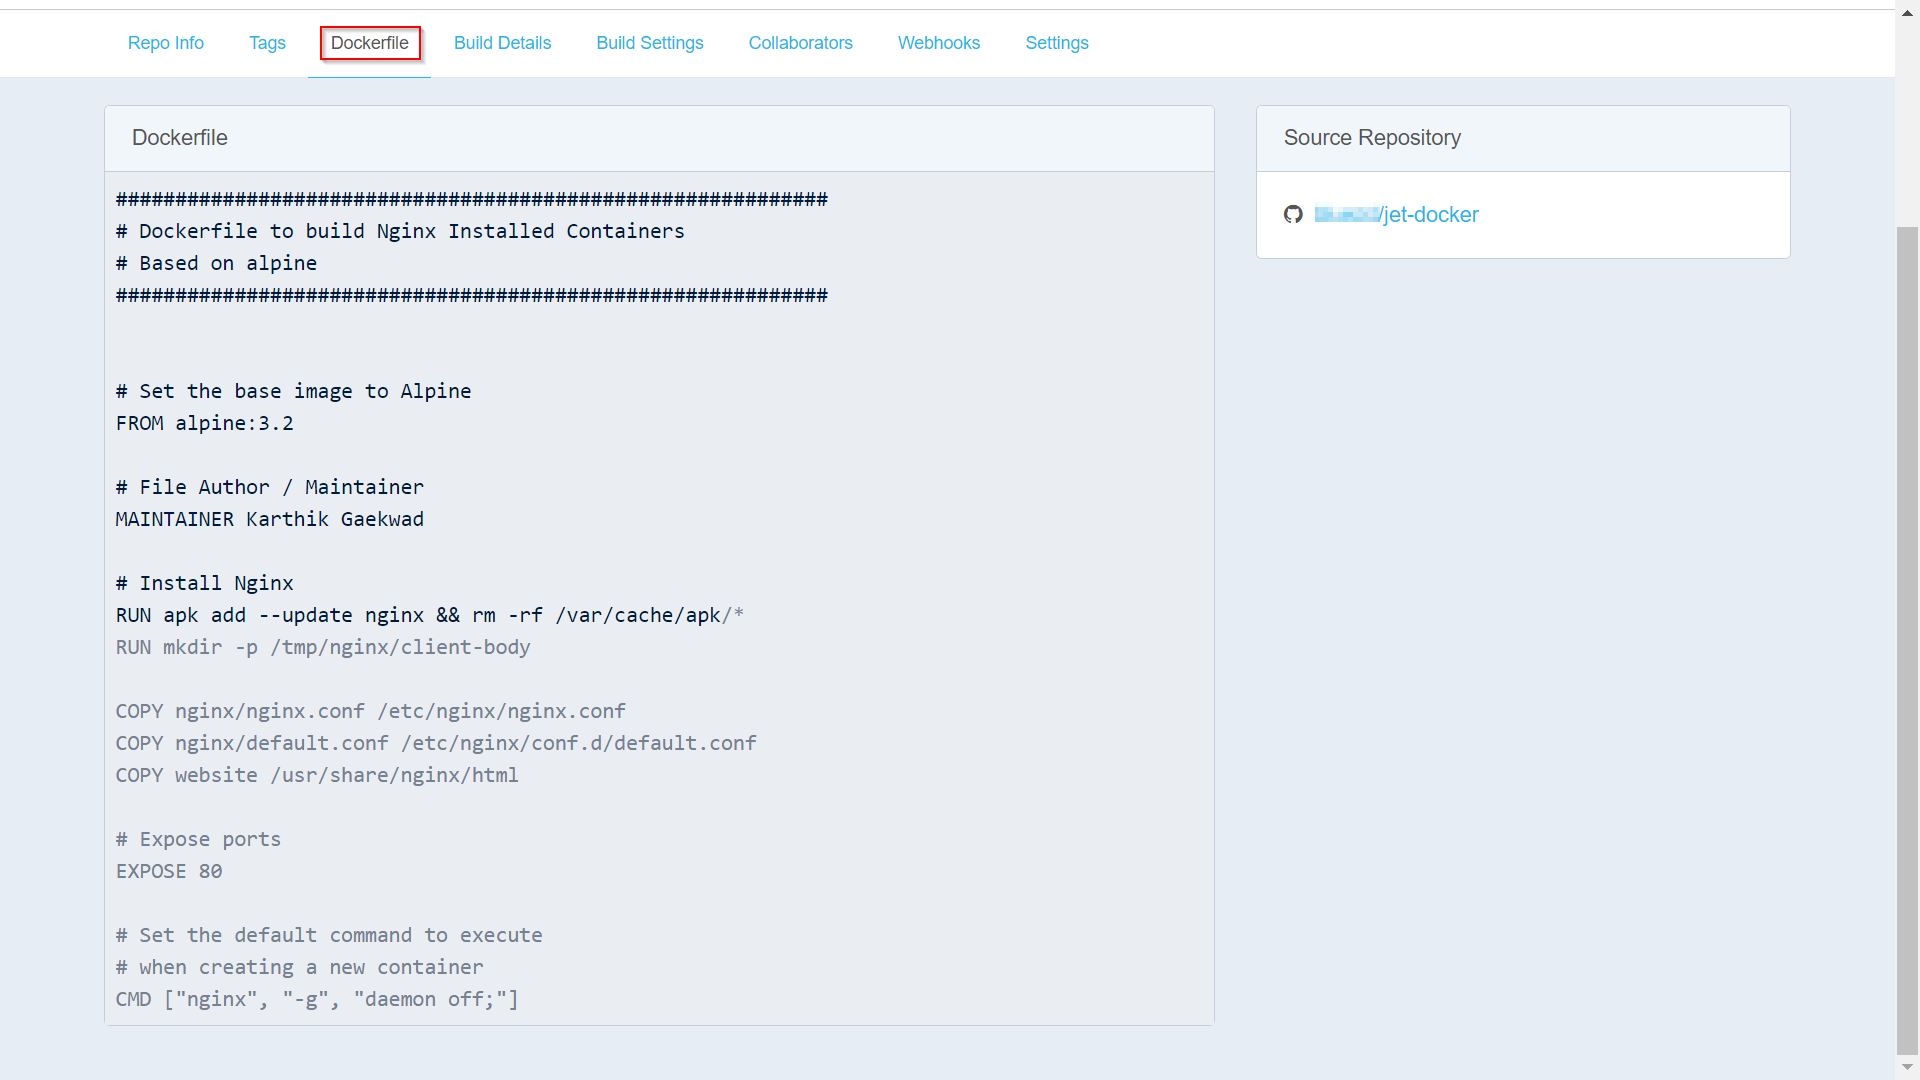 Repo Info Tags Dockerfile Build Details Build Settings Collaborators Webhooks Settings
Dockerfile
############################################################
# Dockerfile to build Nginx Installed Containers
# Based on alpine
############################################################
# Set the base image to Alpine
FROM alpine:3.2
# File Author / Maintainer
MAINTAINER Karthik Gaekwad
# Install Nginx
RUN apk add --update nginx && rm -rf /var/cache/apk/*
RUN mkdir -p /tmp/nginx/client-body
COPY nginx/nginx.conf /etc/nginx/nginx.conf
COPY nginx/default.conf /etc/nginx/conf.d/default.conf
COPY website /usr/share/nginx/html
# Expose ports
EXPOSE 80
# Set the default command to execute
# when creating a new container
CMD ["nginx", "-g", "daemon off;"]
Source Repository
/jet-docker